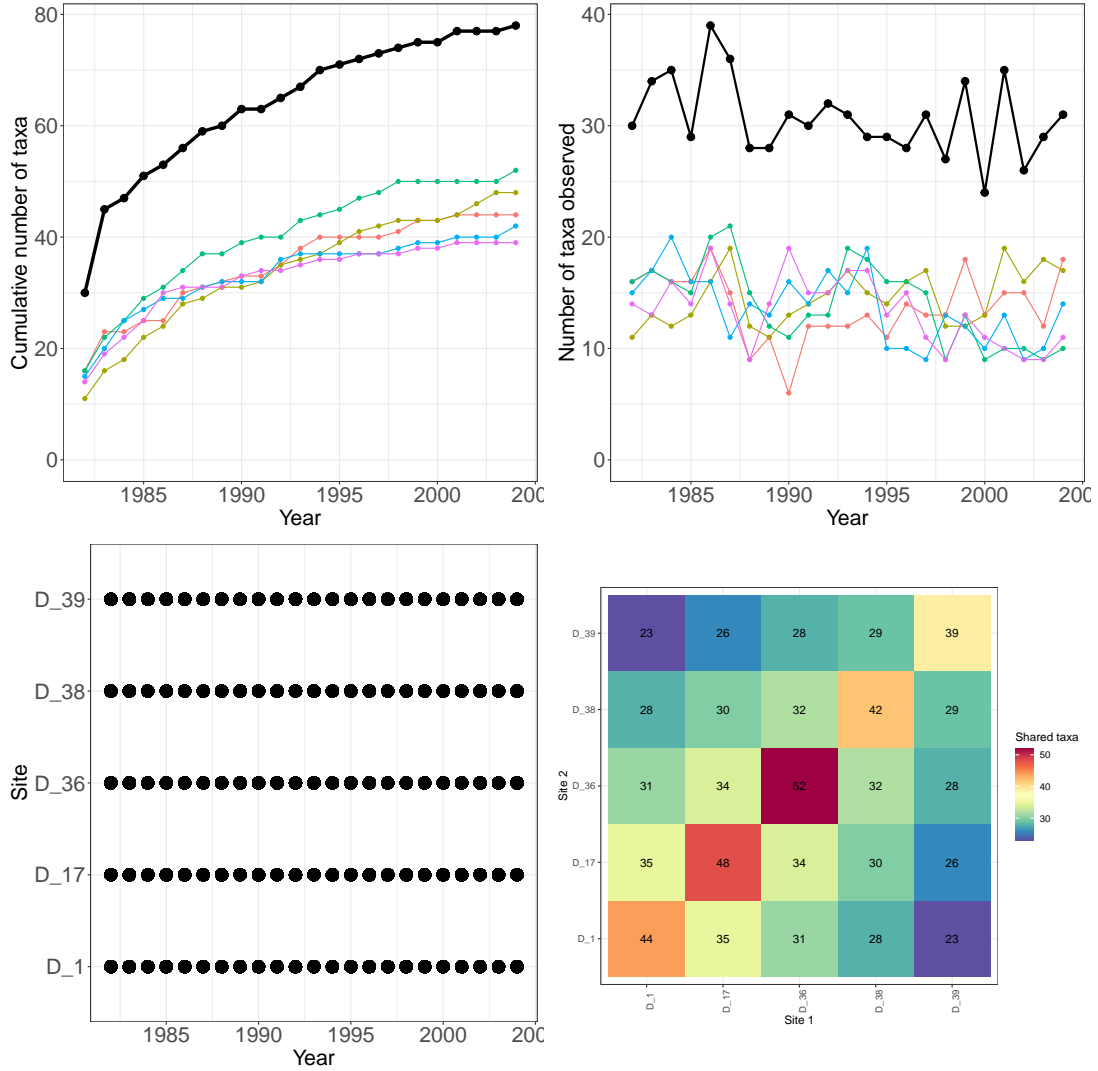 80
60
40
20
0
Cumulative number of taxa
1985 1990 1995 2000 200
Year
40
30
20
10
0
Number of taxa observed
1985 1990 1995 2000 200
Year
D_39
D_38
D_36
D_17
D_1
Site
1985 1990 1995 2000 200
Year
D_39 23 26 28 29 39
D_38 28 30 32 42 29
D_36 31 34 52 32 28
D_17 35 48 34 30 26
D_1 44 35 31 28 23
Site 2
D_1 D_17 D_36 D_38 D_39
Site 1
Shared taxa
50
40
30